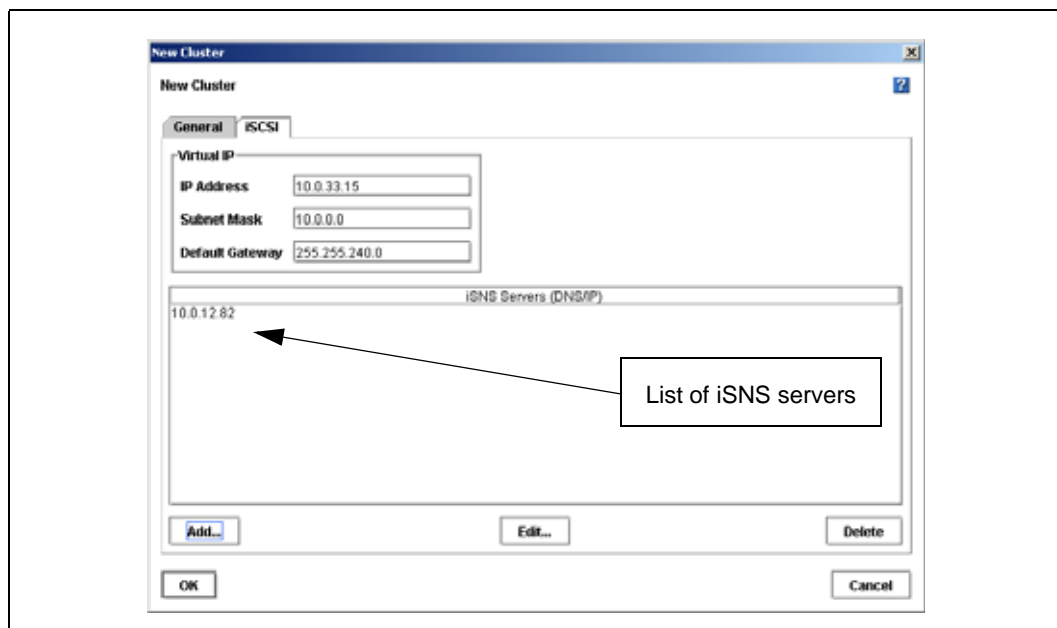 New Cluster
New Cluster
General iSCSI
Virtual IP
IP Address 10.0.33.15
Subnet Mask 10.0.0.0
Default Gateway 255.255.240.0
iSNS Servers (DNS/IP)
10.0.12.82
List of iSNS servers
Add... Edit... Delete
OK Cancel